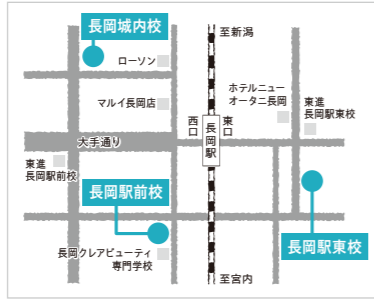 長岡城内校
至新潟
ローソン
マルイ長岡店
ホテルニュー
オータニ長岡
東進
長岡駅東校
西口
長岡駅
東口
大手通り
東進
長岡駅前校
長岡駅前校
長岡駅東校
長岡クレアビューティ
専門学校
至宮内